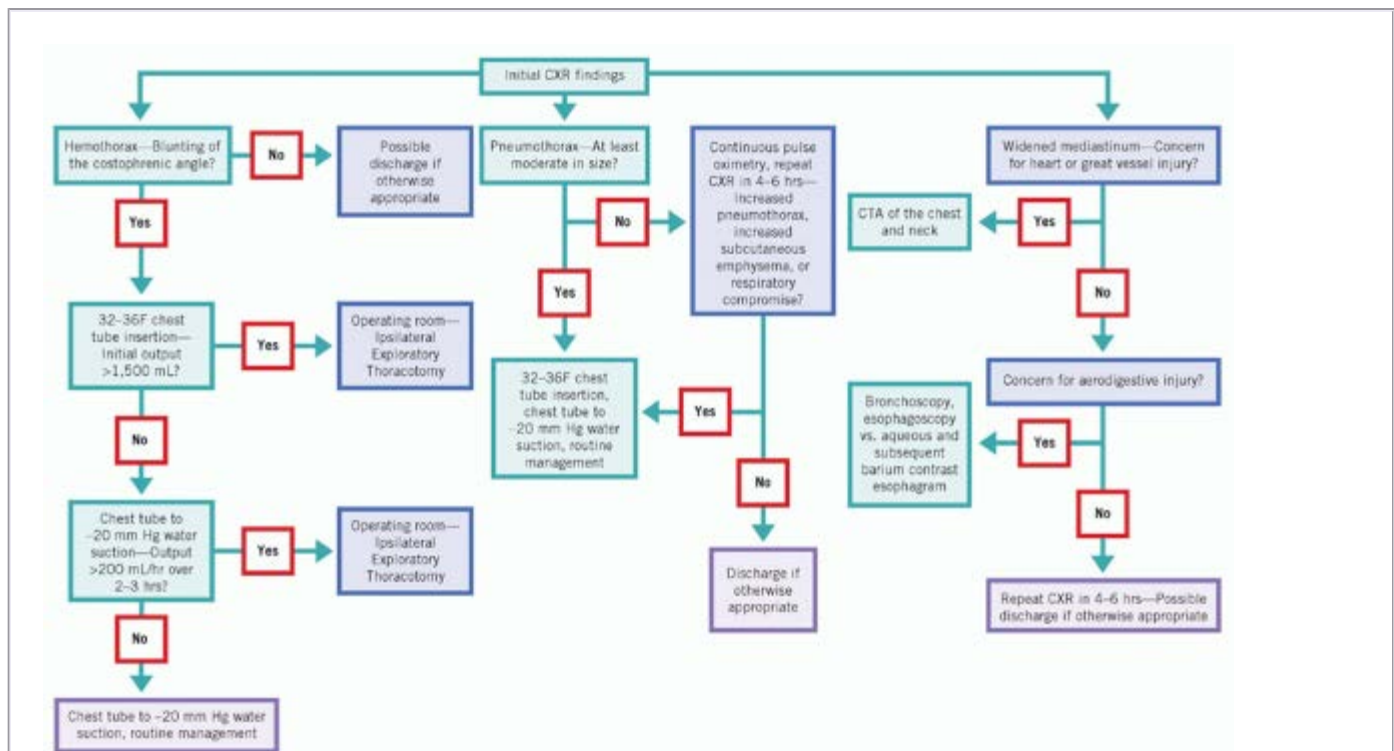 Initial CXR findings
Hemothorax—Blunting of
the costophrenic angle?
No
Possible
discharge if
otherwise
appropriate
Yes
32–36F chest
tube insertion—
Initial output
>1,500 mL?
Yes
Operating room—
Ipsilateral
Exploratory
Thoracotomy
No
Chest tube to
–20 mm Hg water
suction—Output
>200 mL/hr over
2–3 hrs?
Yes
Operating room—
Ipsilateral
Exploratory
Thoracotomy
No
Chest tube to –20 mm Hg water
suction, routine management
Pneumothorax—At least
moderate in size?
No
Continuous pulse
oximetry, repeat
CXR in 4–6 hrs—
Increased
pneumothorax,
increased
subcutaneous
emphysema, or
respiratory
compromise?
Yes
32–36F chest
tube insertion,
chest tube to
–20 mm Hg water
suction, routine
management
Yes
No
Discharge if
otherwise
appropriate
Widened mediastinum—Concern
for heart or great vessel injury?
Yes
CTA of the chest
and neck
No
Concern for aerodigestive injury?
Yes
Bronchoscopy,
esophagoscopy
vs. aqueous and
subsequent
barium contrast
esophagram
No
Repeat CXR in 4–6 hrs—Possible
discharge if otherwise appropriate